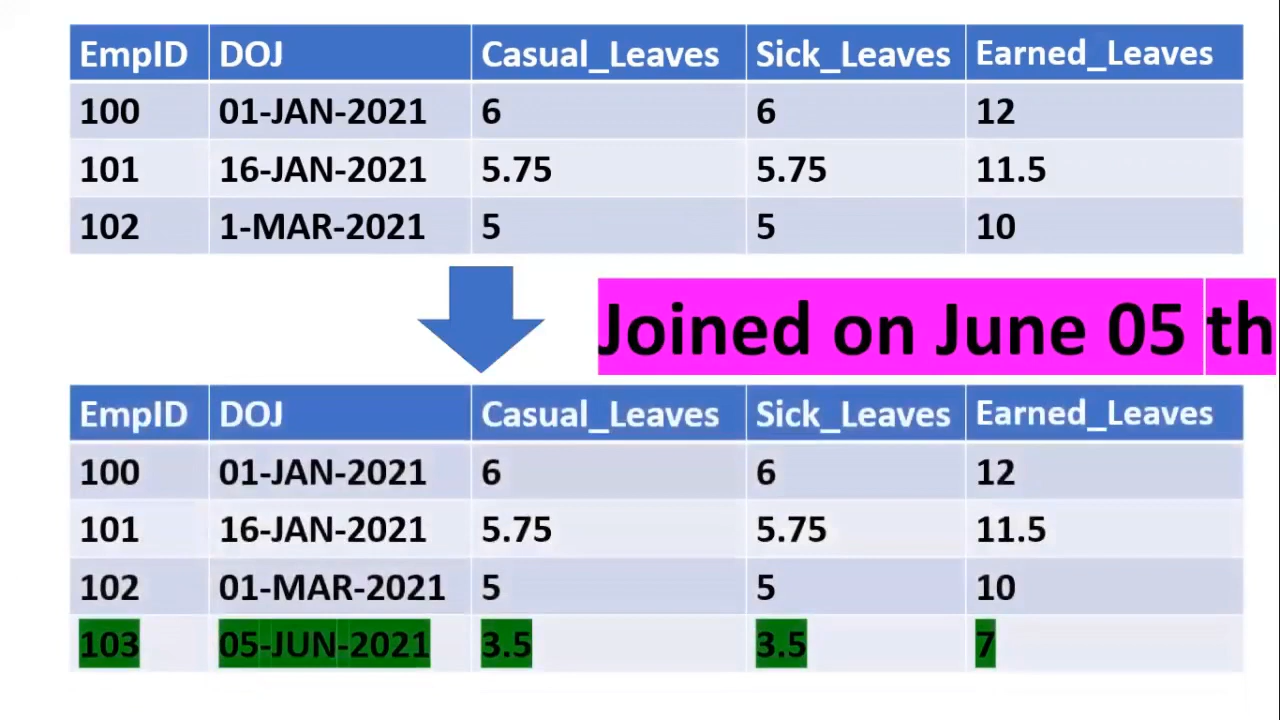 EmpID DOJ Casual_Leaves Sick_Leaves Earned_Leaves
100 01-JAN-2021 6 6 12
101 16-JAN-2021 5.75 5.75 11.5
102 1-MAR-2021 5 5 10
Joined on June 05 th
EmpID DOJ Casual_Leaves Sick_Leaves Earned_Leaves
100 01-JAN-2021 6 6 12
101 16-JAN-2021 5.75 5.75 11.5
102 01-MAR-2021 5 5 10
103 05-JUN-2021 3.5 3.5 7